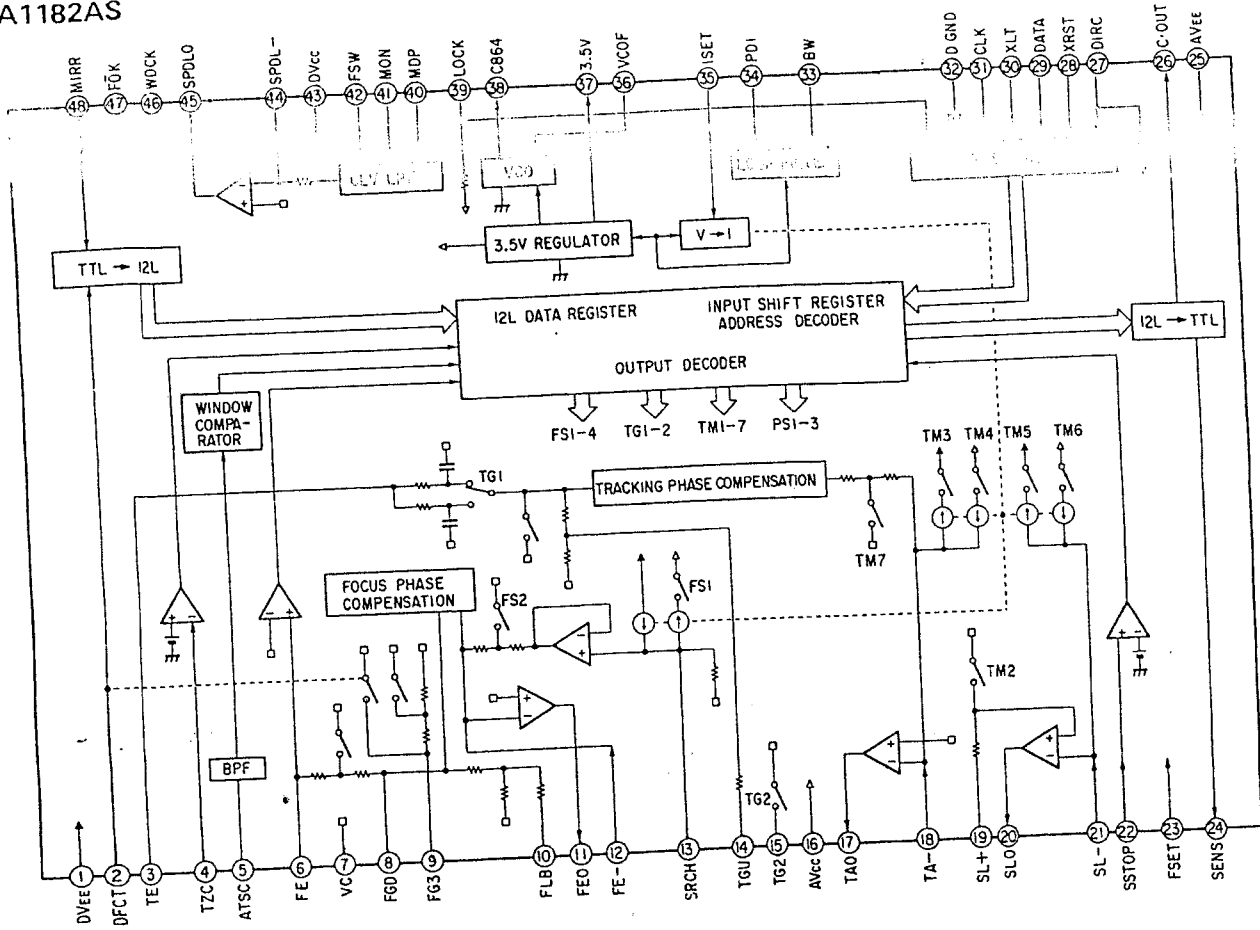 A1182AS
MIRR
FOK
WDCK
SPDLO
SPDL-
DVcc
FSW
MON
MDP
LOCK
C864
3.5V
VCOF
ISET
PDI
BW
D GND
CLK
XLT
DATA
XRST
DIRC
C·OUT
AVEE
48
47
46
45
44
43
42
41
40
39
38
37
36
35
34
33
32
31
30
29
28
27
26
25
CLV LPF
VCO
TTL → I2L
3.5V REGULATOR
V → I
I2L DATA REGISTER
INPUT SHIFT REGISTER
ADDRESS DECODER
OUTPUT DECODER
I2L → TTL
WINDOW
COMPA-
RATOR
FS1-4
TG1-2
TM1-7
PS1-3
TM3
TM4
TM5
TM6
TG1
TRACKING PHASE COMPENSATION
TM7
FOCUS PHASE
COMPENSATION
FS2
FS1
TM2
BPF
TG2
1
2
3
4
5
6
7
8
9
10
11
12
13
14
15
16
17
18
19
20
21
22
23
24
DVEE
DFCT
TE
TZC
ATSC
FE
VC
FGD
FG3
FLB
FEO
FE-
SRCH
TGU
TG2
AVcc
TAO
TA-
SL+
SLO
SL-
SSTOP
FSET
SENS